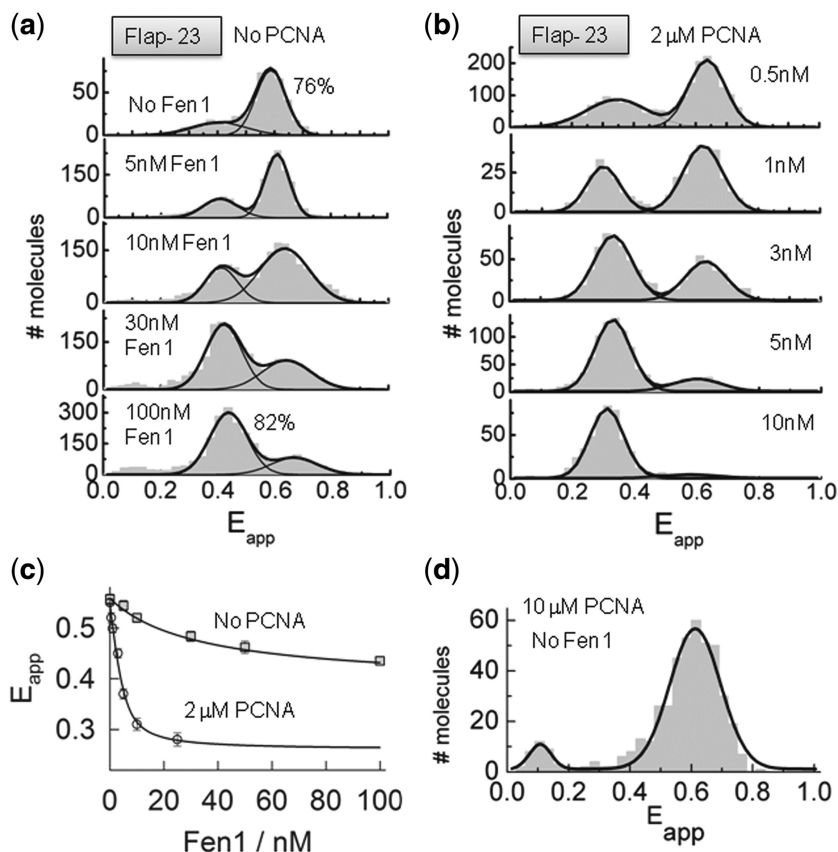 (a)
Flap- 23
No PCNA
50
0
No Fen 1
76%
150
0
5nM Fen1
150
0
10nM Fen1
150
0
30nM
Fen1
300
150
0
100nM
Fen1
82%
# molecules
0.0 0.2 0.4 0.6 0.8 1.0
Eapp
(b)
Flap- 23
2 µM PCNA
200
100
0
0.5nM
25
0
1nM
50
0
3nM
100
50
0
5nM
50
0
10nM
# molecules
0.0 0.2 0.4 0.6 0.8 1.0
Eapp
(c)
0.5
0.4
0.3
Eapp
No PCNA
2 µM PCNA
0 20 40 60 80 100
Fen1 / nM
(d)
10 µM PCNA
No Fen 1
60
40
20
0
# molecules
0.0 0.2 0.4 0.6 0.8 1.0
Eapp